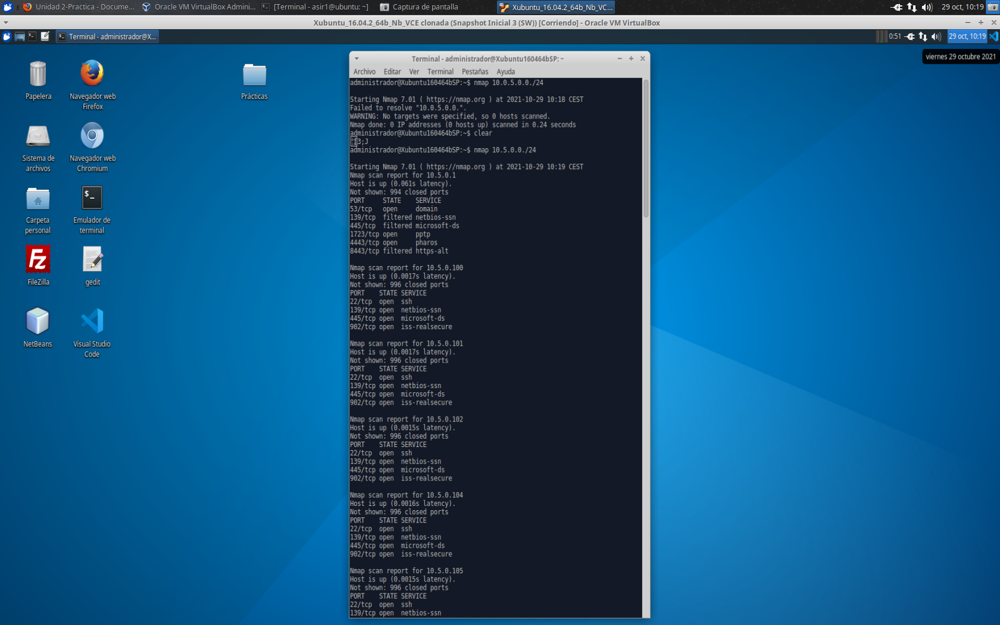 Unidad 2-Practica - Docume...
Oracle VM VirtualBox Admini...
[Terminal - asir1@ubuntu: ~]
Captura de pantalla
Xubuntu_16.04.2_64b_Nb_VC...
29 oct, 10:19
Xubuntu_16.04.2_64b_Nb_VCE clonada (Snapshot Inicial 3 (SW)) [Corriendo] - Oracle VM VirtualBox
Terminal - administrador@X...
0:51
29 oct, 10:19
viernes 29 octubre 2021
Papelera
Navegador web
Firefox
Prácticas
Sistema de
archivos
Navegador web
Chromium
Carpeta
personal
Emulador de
terminal
FileZilla
gedit
NetBeans
Visual Studio
Code
Terminal - administrador@Xubuntu160464bSP: ~
Archivo Editar Ver Terminal Pestañas Ayuda
administrador@Xubuntu160464bSP:~$ nmap 10.0.5.0.0./24
Starting Nmap 7.01 ( https://nmap.org ) at 2021-10-29 10:18 CEST
Failed to resolve "10.0.5.0.0.".
WARNING: No targets were specified, so 0 hosts scanned.
Nmap done: 0 IP addresses (0 hosts up) scanned in 0.24 seconds
administrador@Xubuntu160464bSP:~$ clear
3;J
administrador@Xubuntu160464bSP:~$ nmap 10.5.0.0./24
Starting Nmap 7.01 ( https://nmap.org ) at 2021-10-29 10:19 CEST
Nmap scan report for 10.5.0.1
Host is up (0.061s latency).
Not shown: 994 closed ports
PORT STATE SERVICE
53/tcp open domain
139/tcp filtered netbios-ssn
445/tcp filtered microsoft-ds
1723/tcp open pptp
4443/tcp open pharos
8443/tcp filtered https-alt
Nmap scan report for 10.5.0.100
Host is up (0.0017s latency).
Not shown: 996 closed ports
PORT STATE SERVICE
22/tcp open ssh
139/tcp open netbios-ssn
445/tcp open microsoft-ds
902/tcp open iss-realsecure
Nmap scan report for 10.5.0.101
Host is up (0.0017s latency).
Not shown: 996 closed ports
PORT STATE SERVICE
22/tcp open ssh
139/tcp open netbios-ssn
445/tcp open microsoft-ds
902/tcp open iss-realsecure
Nmap scan report for 10.5.0.102
Host is up (0.0015s latency).
Not shown: 996 closed ports
PORT STATE SERVICE
22/tcp open ssh
139/tcp open netbios-ssn
445/tcp open microsoft-ds
902/tcp open iss-realsecure
Nmap scan report for 10.5.0.104
Host is up (0.0016s latency).
Not shown: 996 closed ports
PORT STATE SERVICE
22/tcp open ssh
139/tcp open netbios-ssn
445/tcp open microsoft-ds
902/tcp open iss-realsecure
Nmap scan report for 10.5.0.105
Host is up (0.0015s latency).
Not shown: 996 closed ports
PORT STATE SERVICE
22/tcp open ssh
139/tcp open netbios-ssn